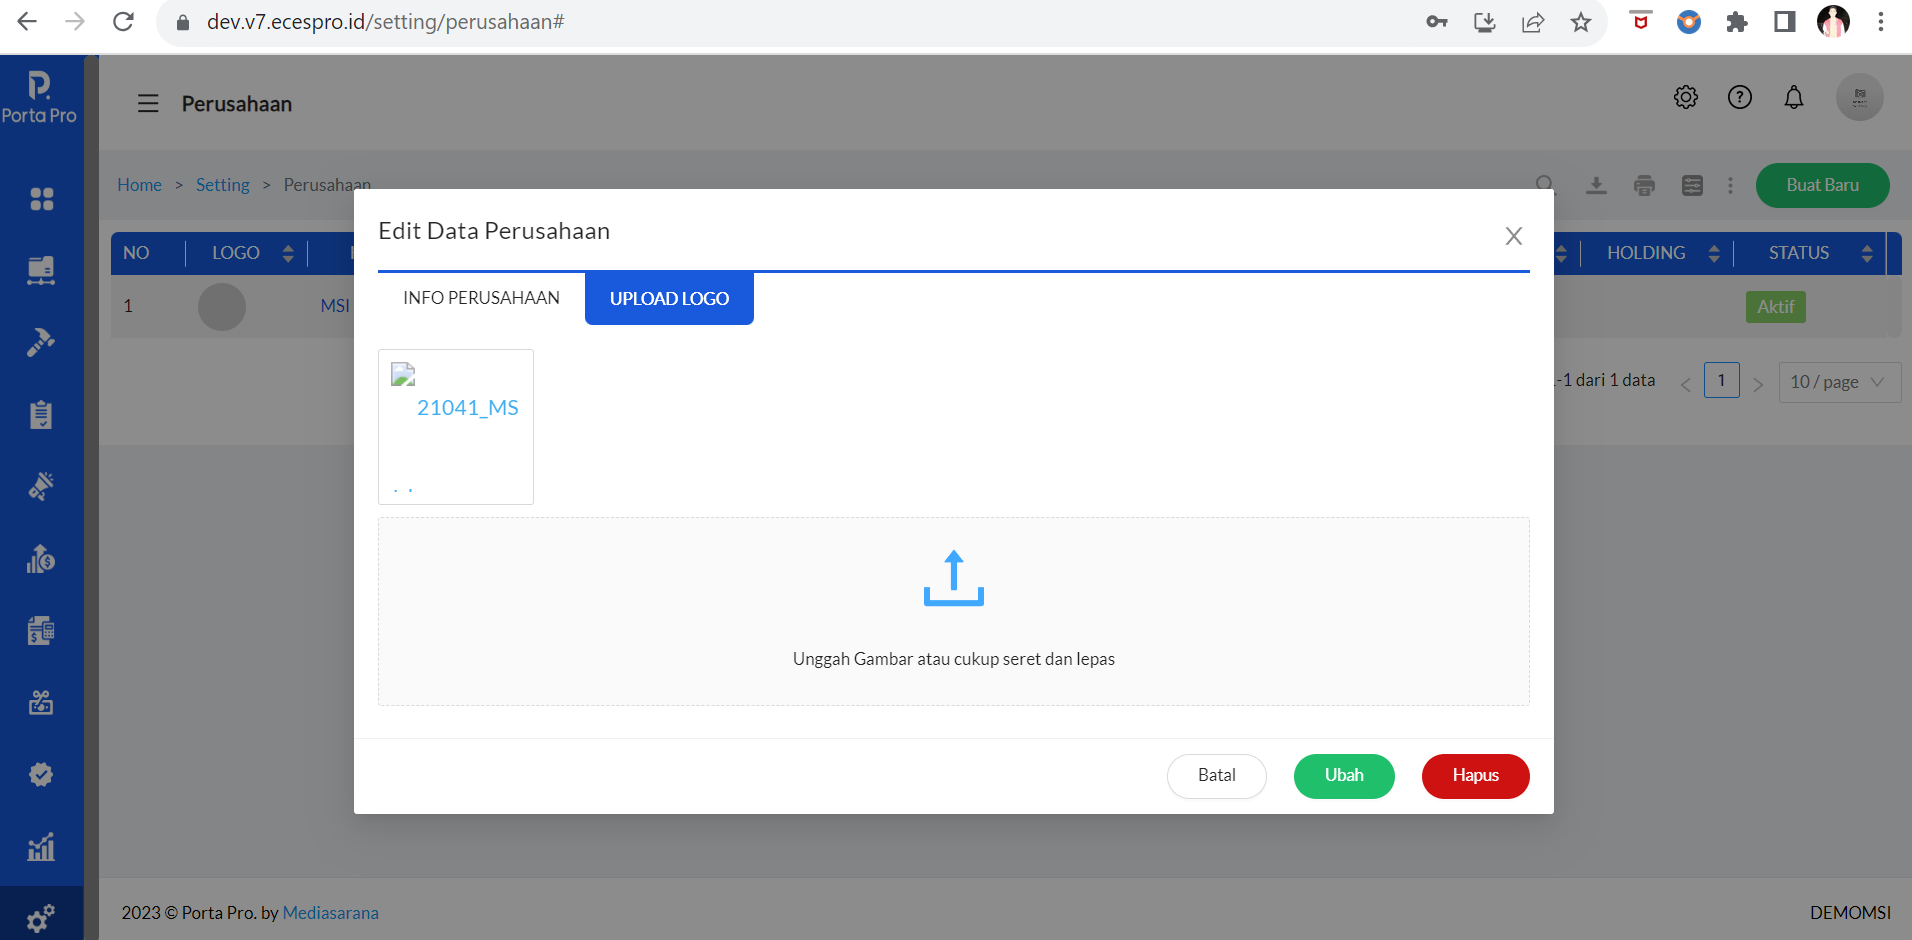 dev.v7.ecespro.id/setting/perusahaan#
Porta Pro
Perusahaan
Home > Setting > Perusahaan
Buat Baru
NO LOGO HOLDING STATUS
1 MSI Aktif
-1 dari 1 data < 1 > 10 / page
Edit Data Perusahaan
INFO PERUSAHAAN UPLOAD LOGO
21041_MS
Unggah Gambar atau cukup seret dan lepas
Batal Ubah Hapus
2023 © Porta Pro. by Mediasarana
DEMOMSI